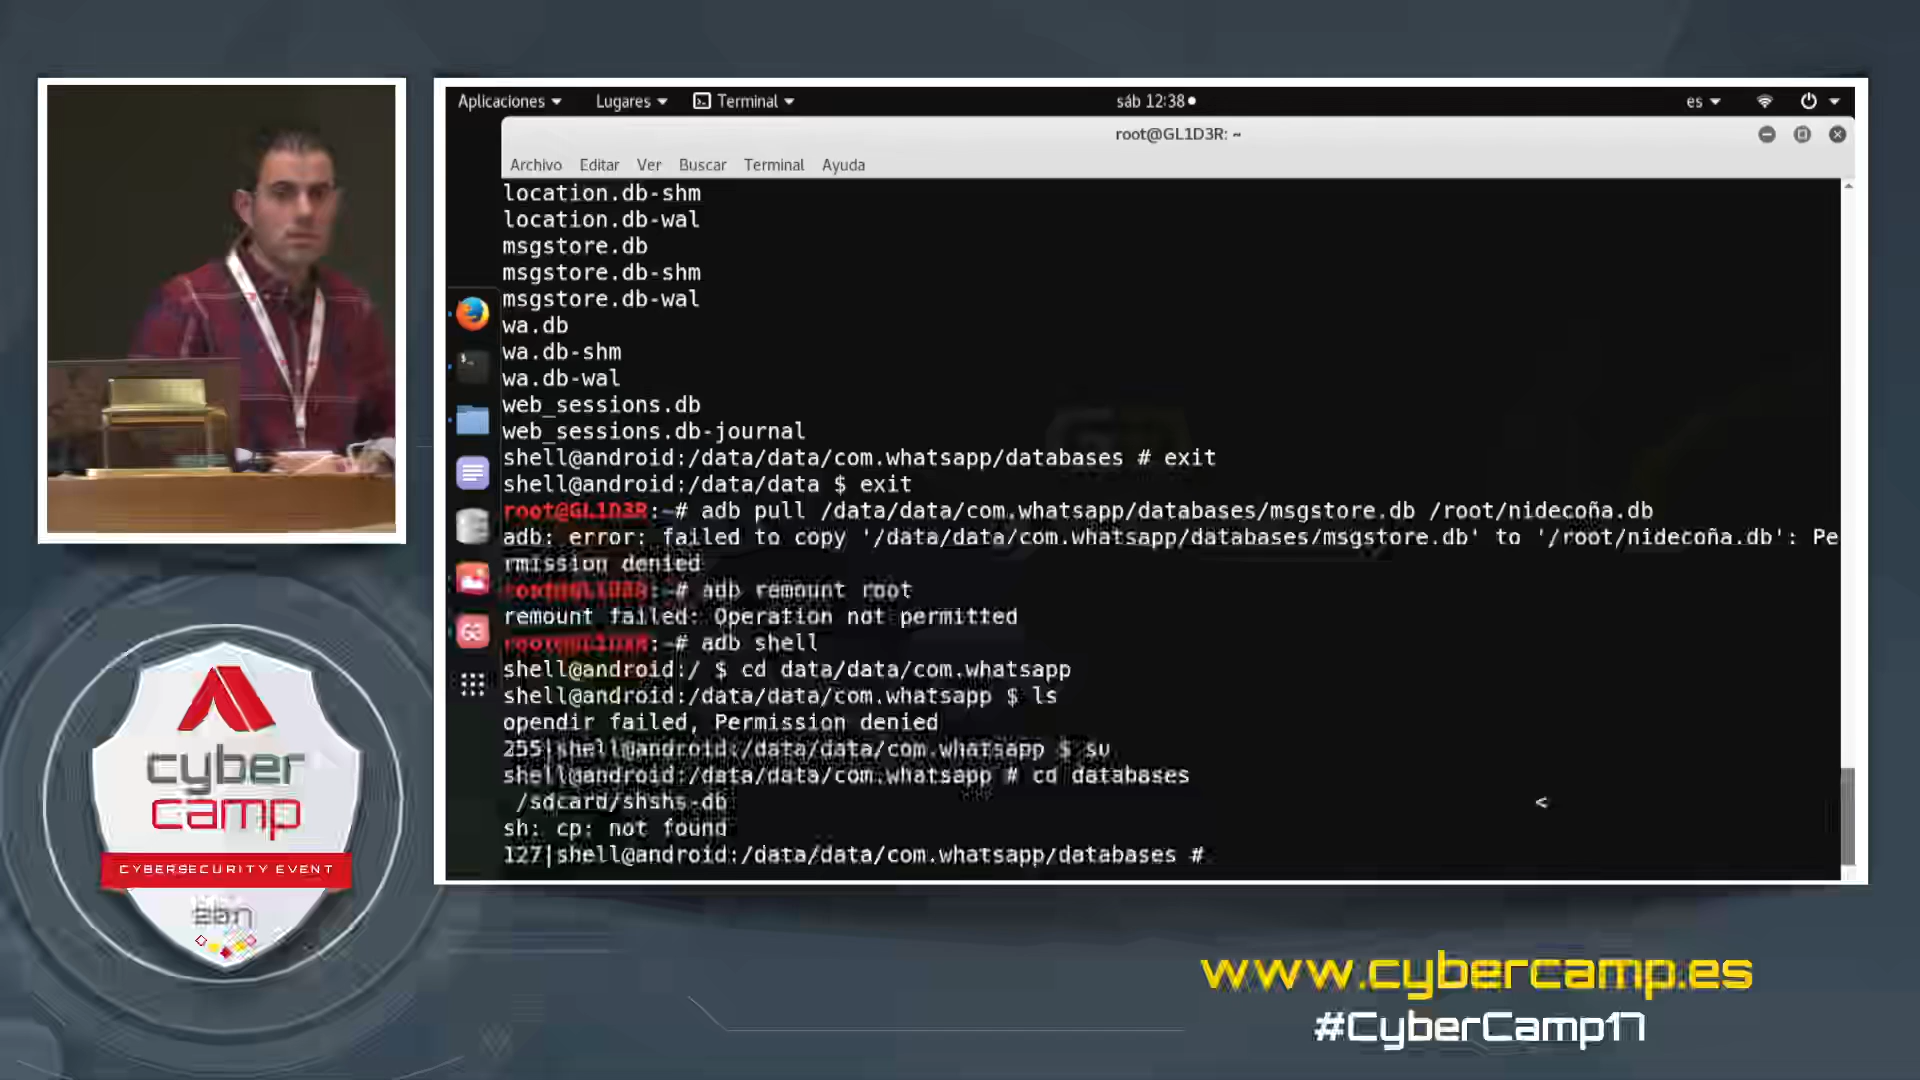 Aplicaciones Lugares Terminal sáb 12:38 es
root@GL1D3R: ~
Archivo Editar Ver Buscar Terminal Ayuda
location.db-shm
location.db-wal
msgstore.db
msgstore.db-shm
msgstore.db-wal
wa.db
wa.db-shm
wa.db-wal
web_sessions.db
web_sessions.db-journal
shell@android:/data/data/com.whatsapp/databases # exit
shell@android:/data/data $ exit
root@GL1D3R:~# adb pull /data/data/com.whatsapp/databases/msgstore.db /root/nidecoña.db
adb: error: failed to copy '/data/data/com.whatsapp/databases/msgstore.db' to '/root/nidecoña.db': Pe
rmission denied
root@GL1D3R:~# adb remount root
remount failed: Operation not permitted
root@GL1D3R:~# adb shell
shell@android:/ $ cd data/data/com.whatsapp
shell@android:/data/data/com.whatsapp $ ls
opendir failed, Permission denied
255|shell@android:/data/data/com.whatsapp $ su
shell@android:/data/data/com.whatsapp # cd databases
/sdcard/shshs-db <
sh: cp: not found
127|shell@android:/data/data/com.whatsapp/databases #
cyber
camp
CYBERSECURITY EVENT
www.cybercamp.es
#CyberCamp17